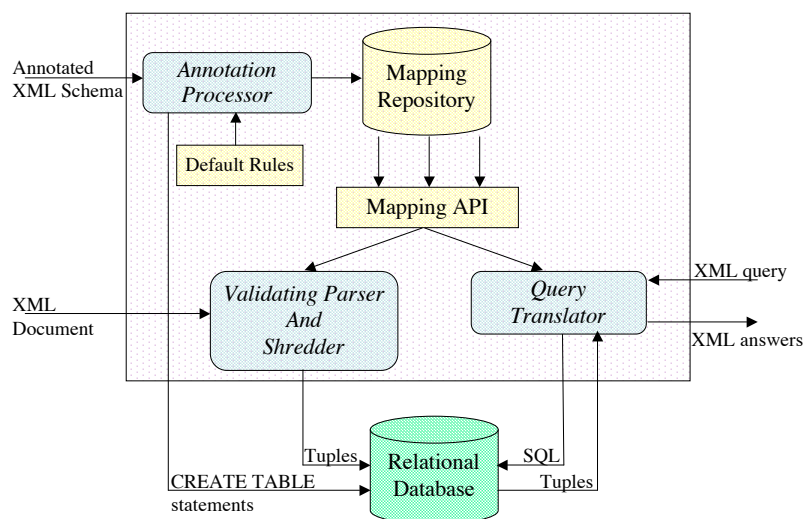 Annotated
XML Schema
Annotation
Processor
Mapping
Repository
Default Rules
Mapping API
XML
Document
Validating Parser
And
Shredder
Query
Translator
XML query
XML answers
Tuples
CREATE TABLE
statements
Relational
Database
SQL
Tuples